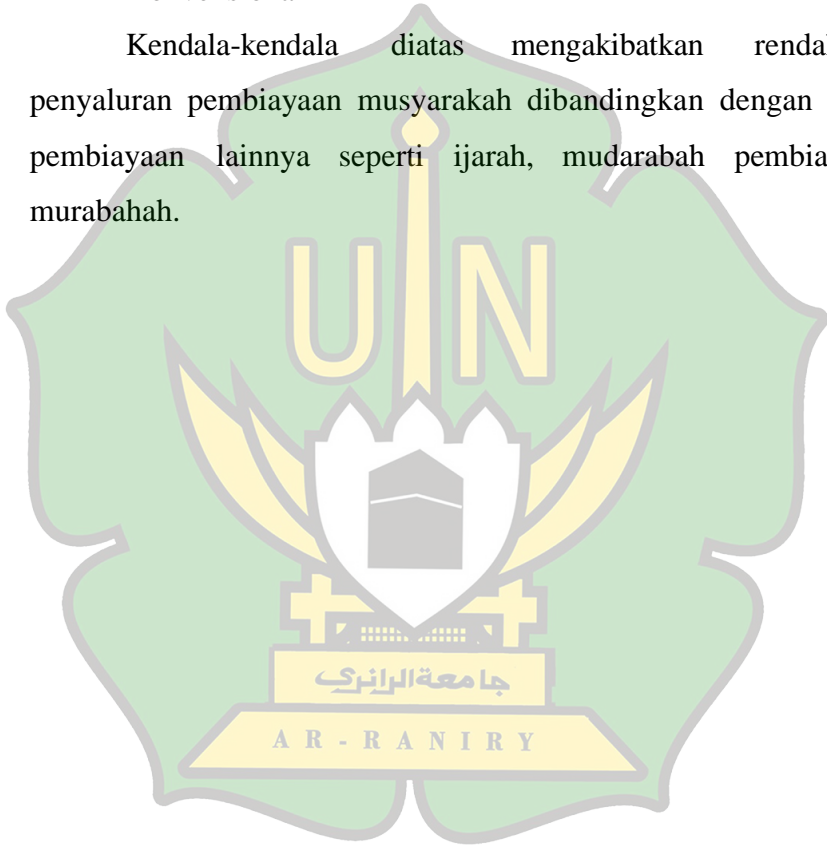 Kendala-kendala diatas mengakibatkan
penyaluran pembiayaan musyarakah dibandingkan dengan
pembiayaan lainnya seperti ijarah, mudarabah
murabahah.
U I N
جامعة الرانري
AR-RANIRY